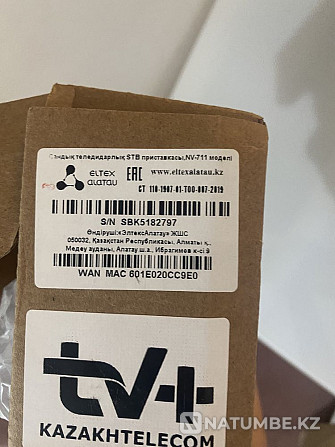 Сандық теледидарлық STB приставкасы,NV-711 моделі
ELTEX
ALATAU
EAC
www.eltexalatau.kz
СТ 110-1907-01-ТОО-007-2019
S/N SBK5182797
Өндіруші:«ЭлтексАлатау» ЖШС
050032, Қазақстан Республикасы, Алматы қ.,
Медеу ауданы, Алатау ш.а., Ибрагимов к-сі 9
WAN MAC 601E020CC9E0
tv+
KAZAKHTELECOM
NATUMBE.KZ